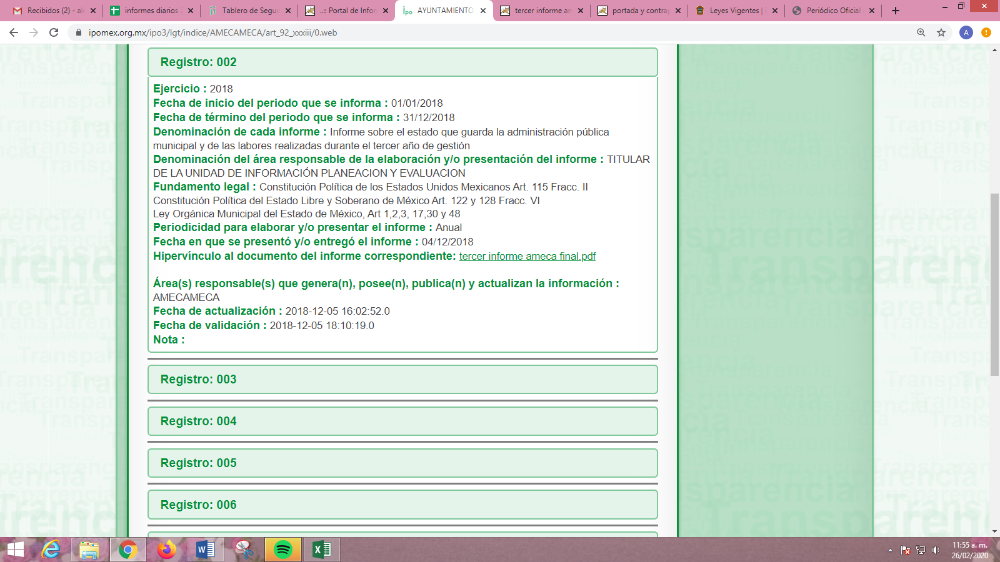 Recibidos (2) - al
informes diarios 2
Tablero de Segui
..:: Portal de Infor
AYUNTAMIENTO
tercer informe am
portada y contrap
Leyes Vigentes |
Periódico Oficial
ipomex.org.mx/ipo3/lgt/indice/AMECAMECA/art_92_xxxiii/0.web
A
Registro: 002
Ejercicio : 2018
Fecha de inicio del periodo que se informa : 01/01/2018
Fecha de término del periodo que se informa : 31/12/2018
Denominación de cada informe : Informe sobre el estado que guarda la administración pública
municipal y de las labores realizadas durante el tercer año de gestión
Denominación del área responsable de la elaboración y/o presentación del informe : TITULAR
DE LA UNIDAD DE INFORMACIÓN PLANEACION Y EVALUACION
Fundamento legal : Constitución Política de los Estados Unidos Mexicanos Art. 115 Fracc. II
Constitución Política del Estado Libre y Soberano de México Art. 122 y 128 Fracc. VI
Ley Orgánica Municipal del Estado de México, Art 1,2,3, 17,30 y 48
Periodicidad para elaborar y/o presentar el informe : Anual
Fecha en que se presentó y/o entregó el informe : 04/12/2018
Hipervínculo al documento del informe correspondiente: tercer informe ameca final.pdf
Área(s) responsable(s) que genera(n), posee(n), publica(n) y actualizan la información :
AMECAMECA
Fecha de actualización : 2018-12-05 16:02:52.0
Fecha de validación : 2018-12-05 18:10:19.0
Nota :
Registro: 003
Registro: 004
Registro: 005
Registro: 006
11:55 a. m.
26/02/2020